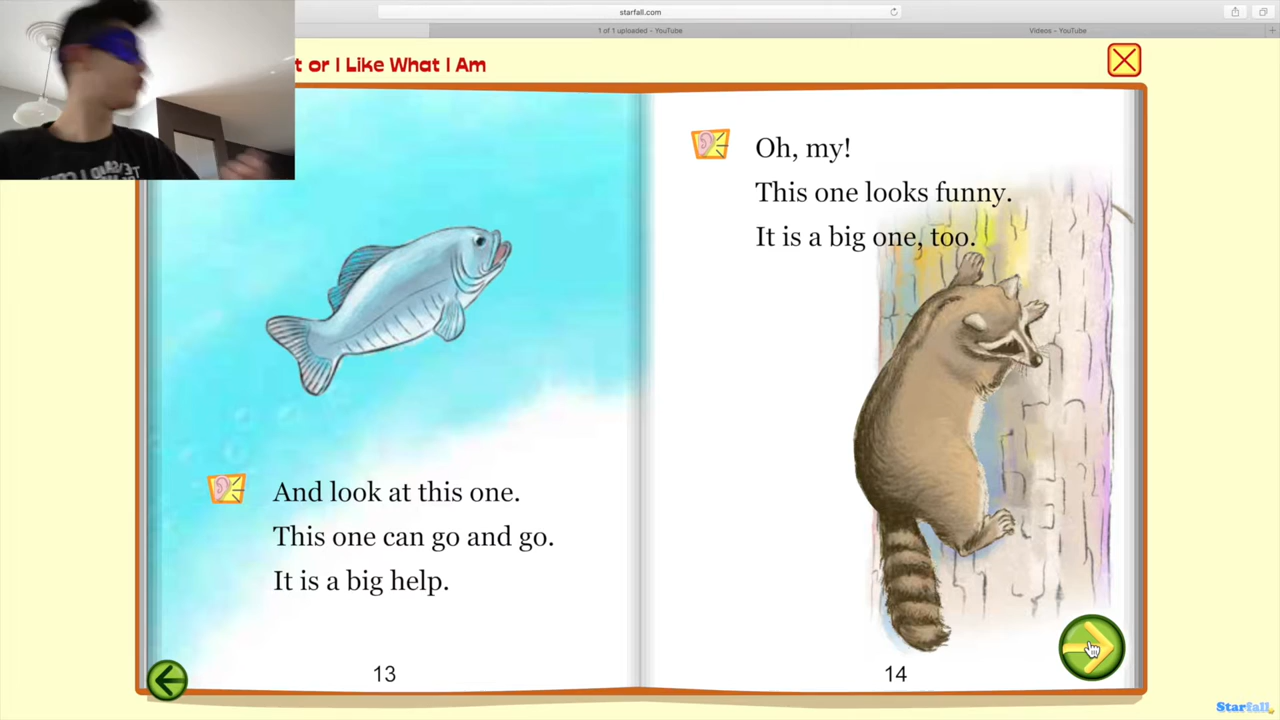 starfall.com
1 of 1 uploaded - YouTube
Videos - YouTube
t or I Like What I Am
And look at this one.
This one can go and go.
It is a big help.
13
Oh, my!
This one looks funny.
It is a big one, too.
14
Starfall